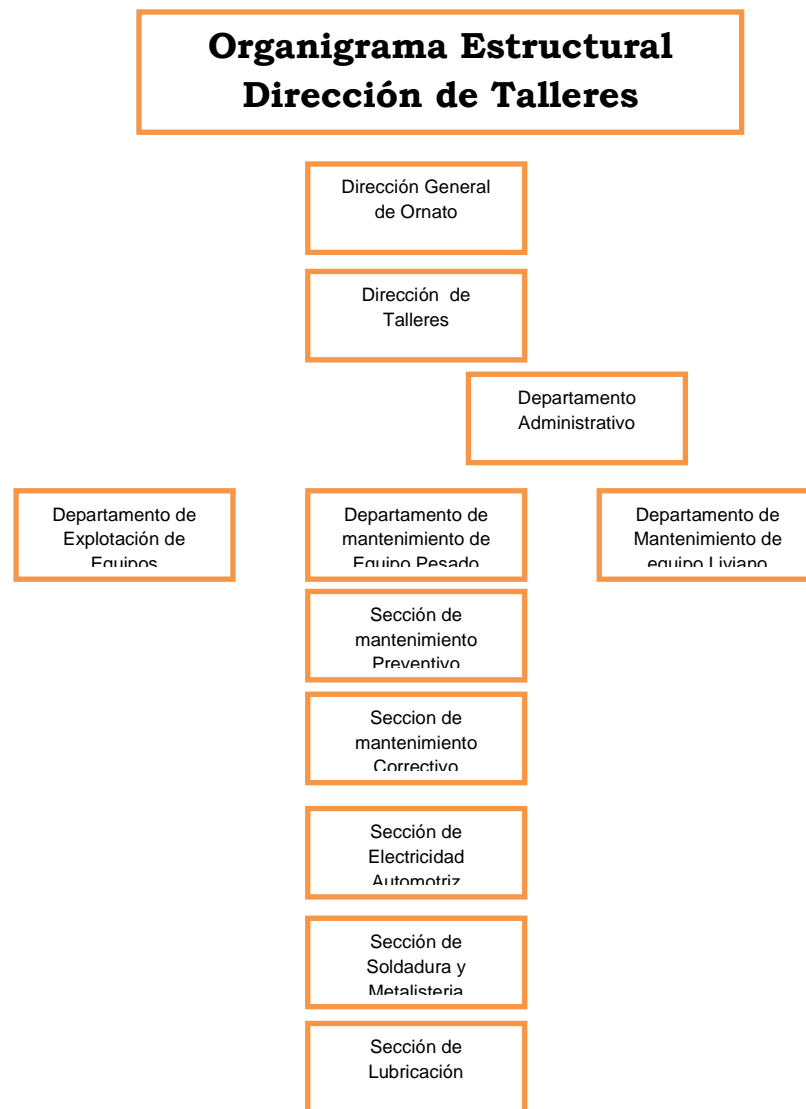 Organigrama Estructural
Dirección de Talleres
Dirección General
de Ornato
Dirección de
Talleres
Departamento
Administrativo
Departamento de
Explotación de
Equipos
Departamento de
mantenimiento de
Equipo Pesado
Departamento de
Mantenimiento de
equipo Liviano
Sección de
mantenimiento
Preventivo
Seccion de
mantenimiento
Correctivo
Sección de
Electricidad
Automotriz
Sección de
Soldadura y
Metalisteria
Sección de
Lubricación